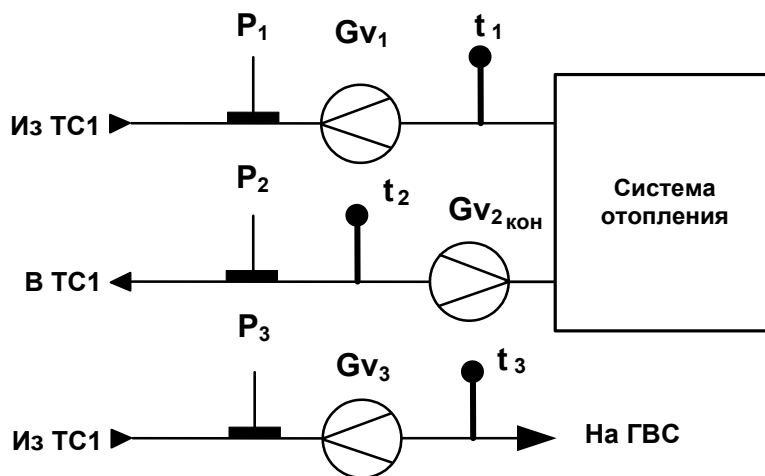 P1 Gv1 t1
Из ТС1
P2 t2 Gv2кон
Система
отопления
В ТС1
P3 Gv3 t3
Из ТС1
На ГВС